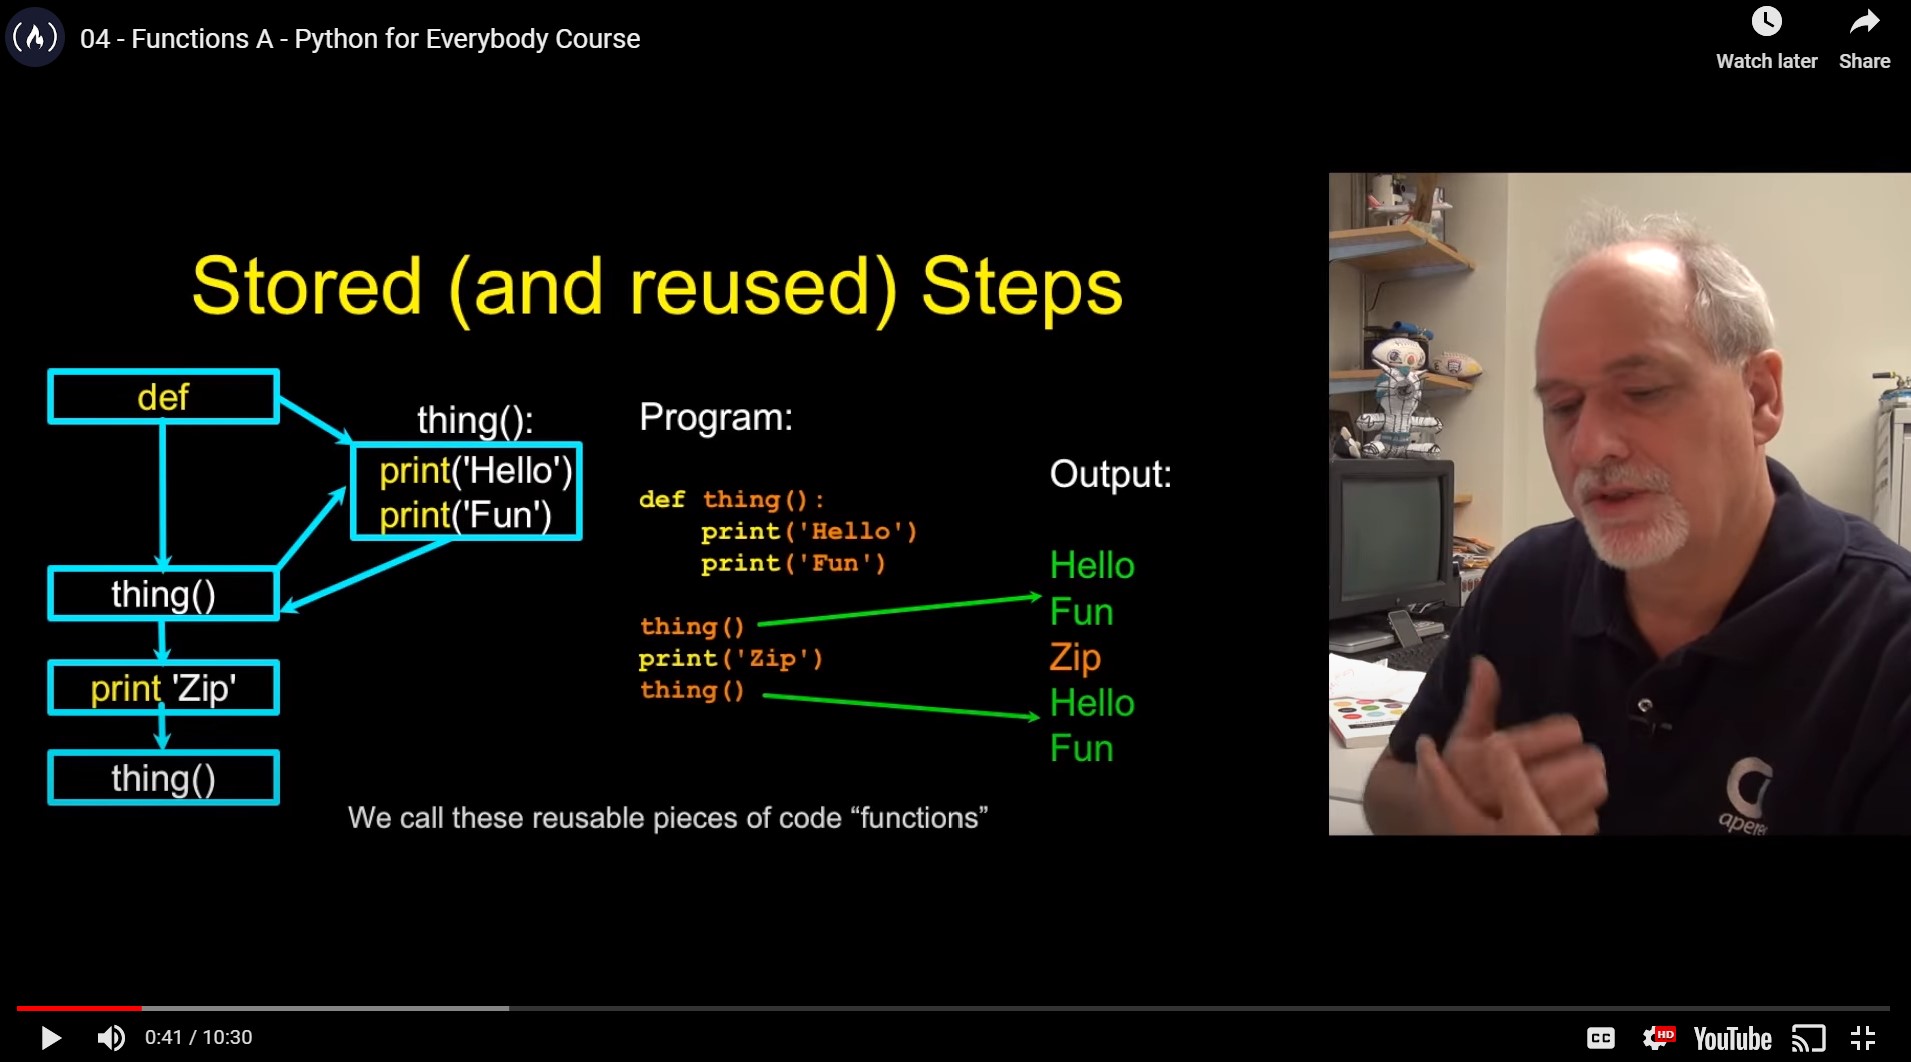 04 - Functions A - Python for Everybody Course
Watch later
Share
Stored (and reused) Steps
def
thing():
print('Hello')
print('Fun')
thing()
print 'Zip'
thing()
Program:
def thing():
    print('Hello')
    print('Fun')
thing()
print('Zip')
thing()
Output:
Hello
Fun
Zip
Hello
Fun
We call these reusable pieces of code “functions”
0:41 / 10:30
CC
HD
YouTube